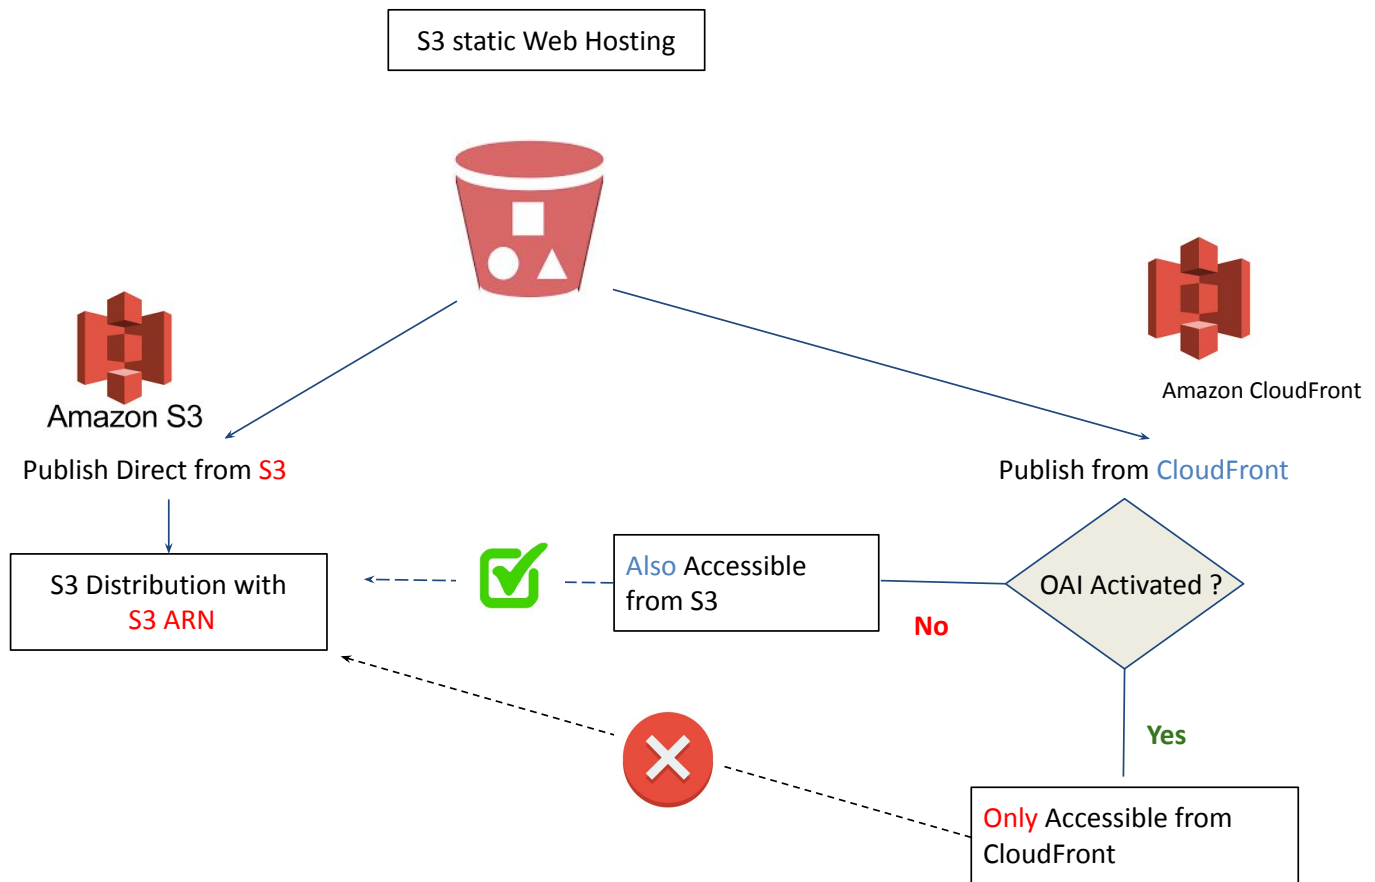 S3 static Web Hosting
Amazon S3
Amazon CloudFront
Publish Direct from S3
Publish from CloudFront
S3 Distribution with
S3 ARN
Also Accessible
from S3
OAI Activated ?
No
Yes
Only Accessible from
CloudFront